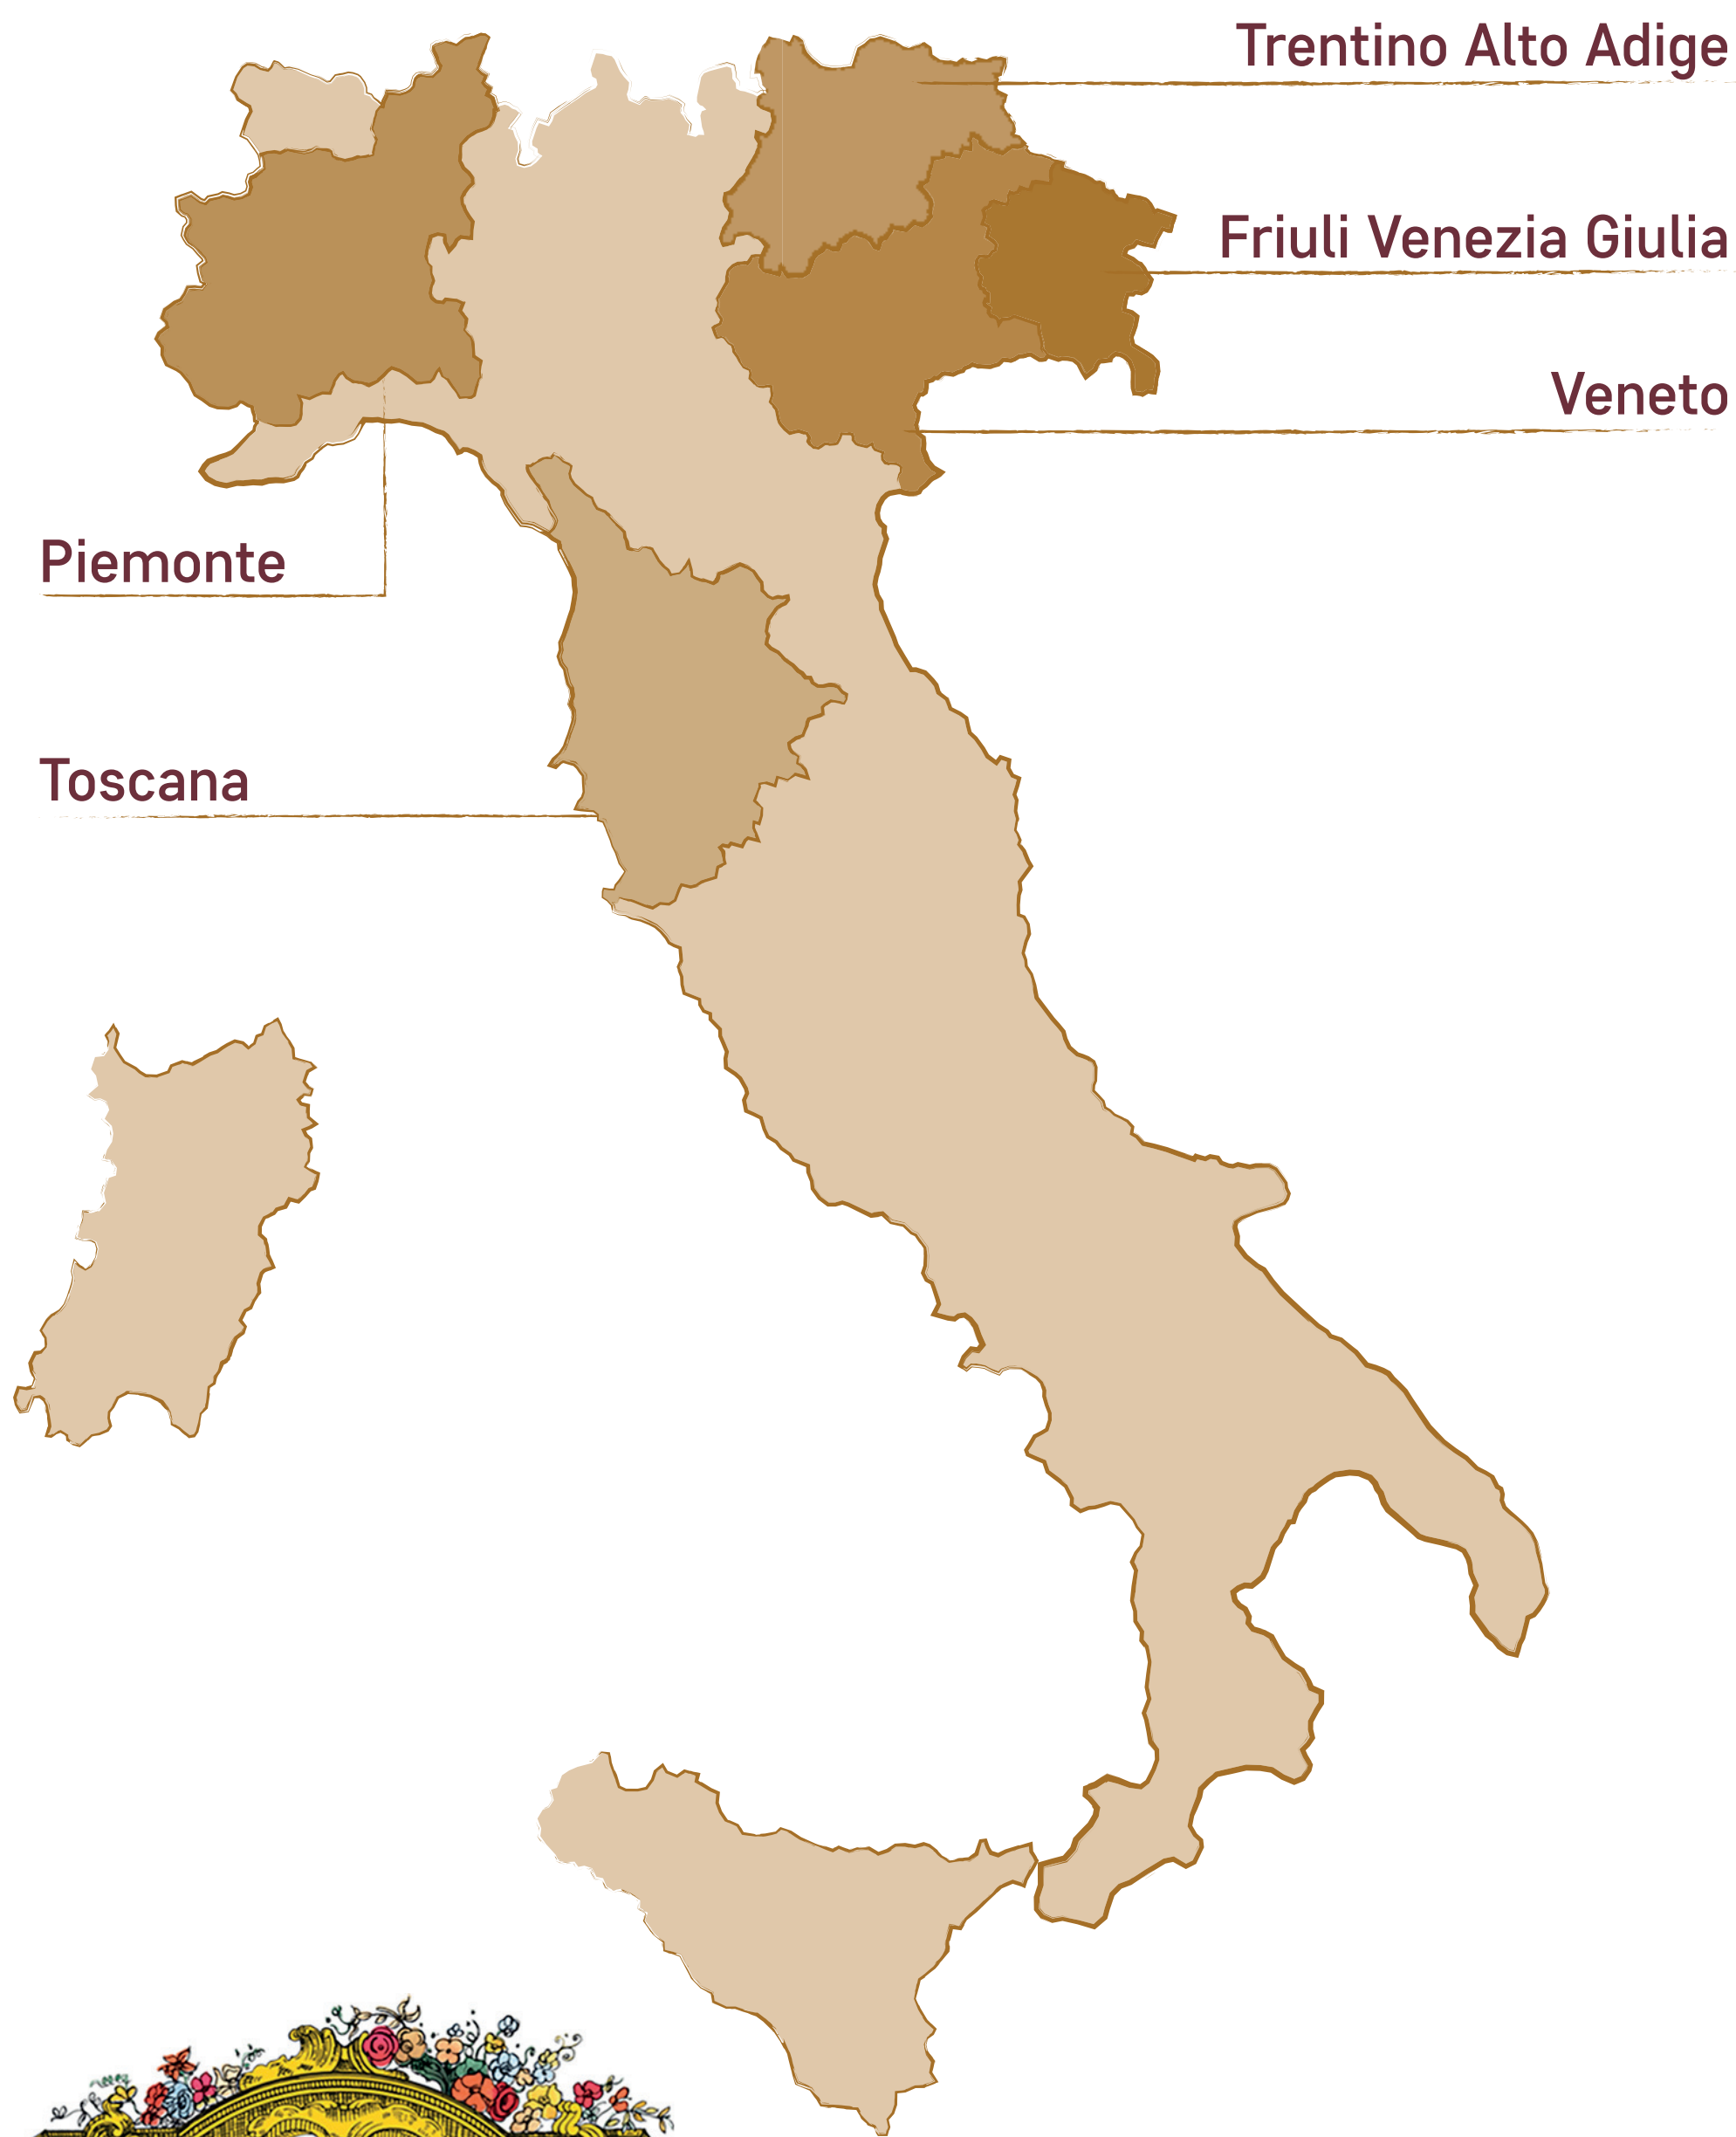 Trentino Alto Adige
Friuli Venezia Giulia
Veneto
Piemonte
Toscana